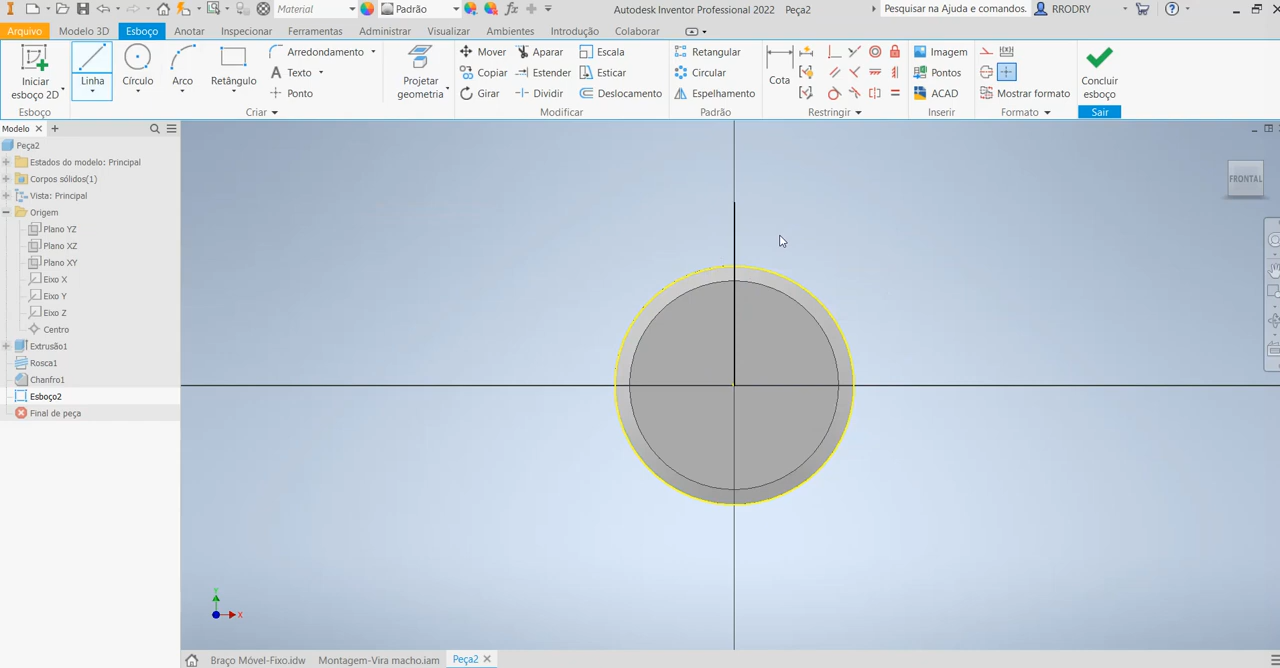 Material Padrão fx Autodesk Inventor Professional 2022 Peça2 Pesquisar na Ajuda e comandos. RRODRY
Arquivo Modelo 3D Esboço Anotar Inspecionar Ferramentas Administrar Visualizar Ambientes Introdução Colaborar
Iniciar esboço 2D
Linha
Círculo
Arco
Retângulo
Arredondamento
Texto
Ponto
Projetar geometria
Mover Aparar Escala
Copiar Estender Esticar
Girar Dividir Deslocamento
Retangular
Circular
Espelhamento
Cota
Imagem
Pontos
ACAD
Mostrar formato
Concluir esboço
Esboço Criar Modificar Padrão Restringir Inserir Formato Sair
Modelo
Peça2
Estados do modelo: Principal
Corpos sólidos(1)
Vista: Principal
Origem
Plano YZ
Plano XZ
Plano XY
Eixo X
Eixo Y
Eixo Z
Centro
Extrusão1
Rosca1
Chanfro1
Esboço2
Final de peça
FRONTAL
Y
X
Braço Móvel-Fixo.idw Montagem-Vira macho.iam Peça2